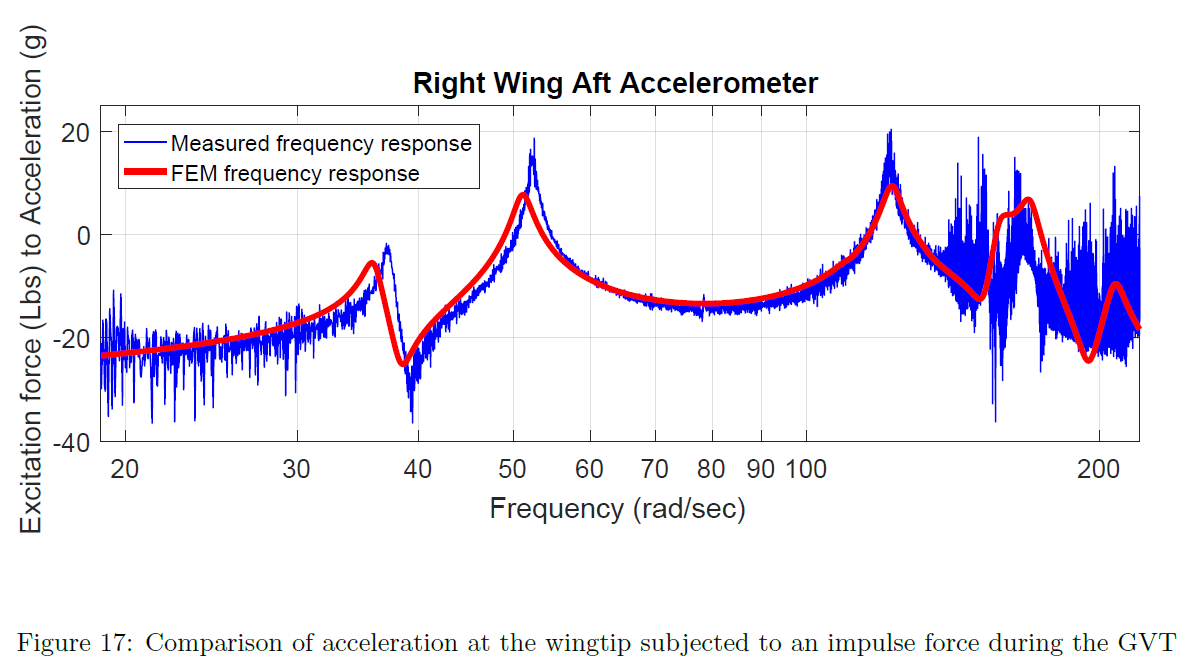 Right Wing Aft Accelerometer
Excitation force (Lbs) to Acceleration (g)
Measured frequency response
FEM frequency response
20
0
-20
-40
20 30 40 50 60 70 80 90 100 200
Frequency (rad/sec)
Figure 17: Comparison of acceleration at the wingtip subjected to an impulse force during the GVT